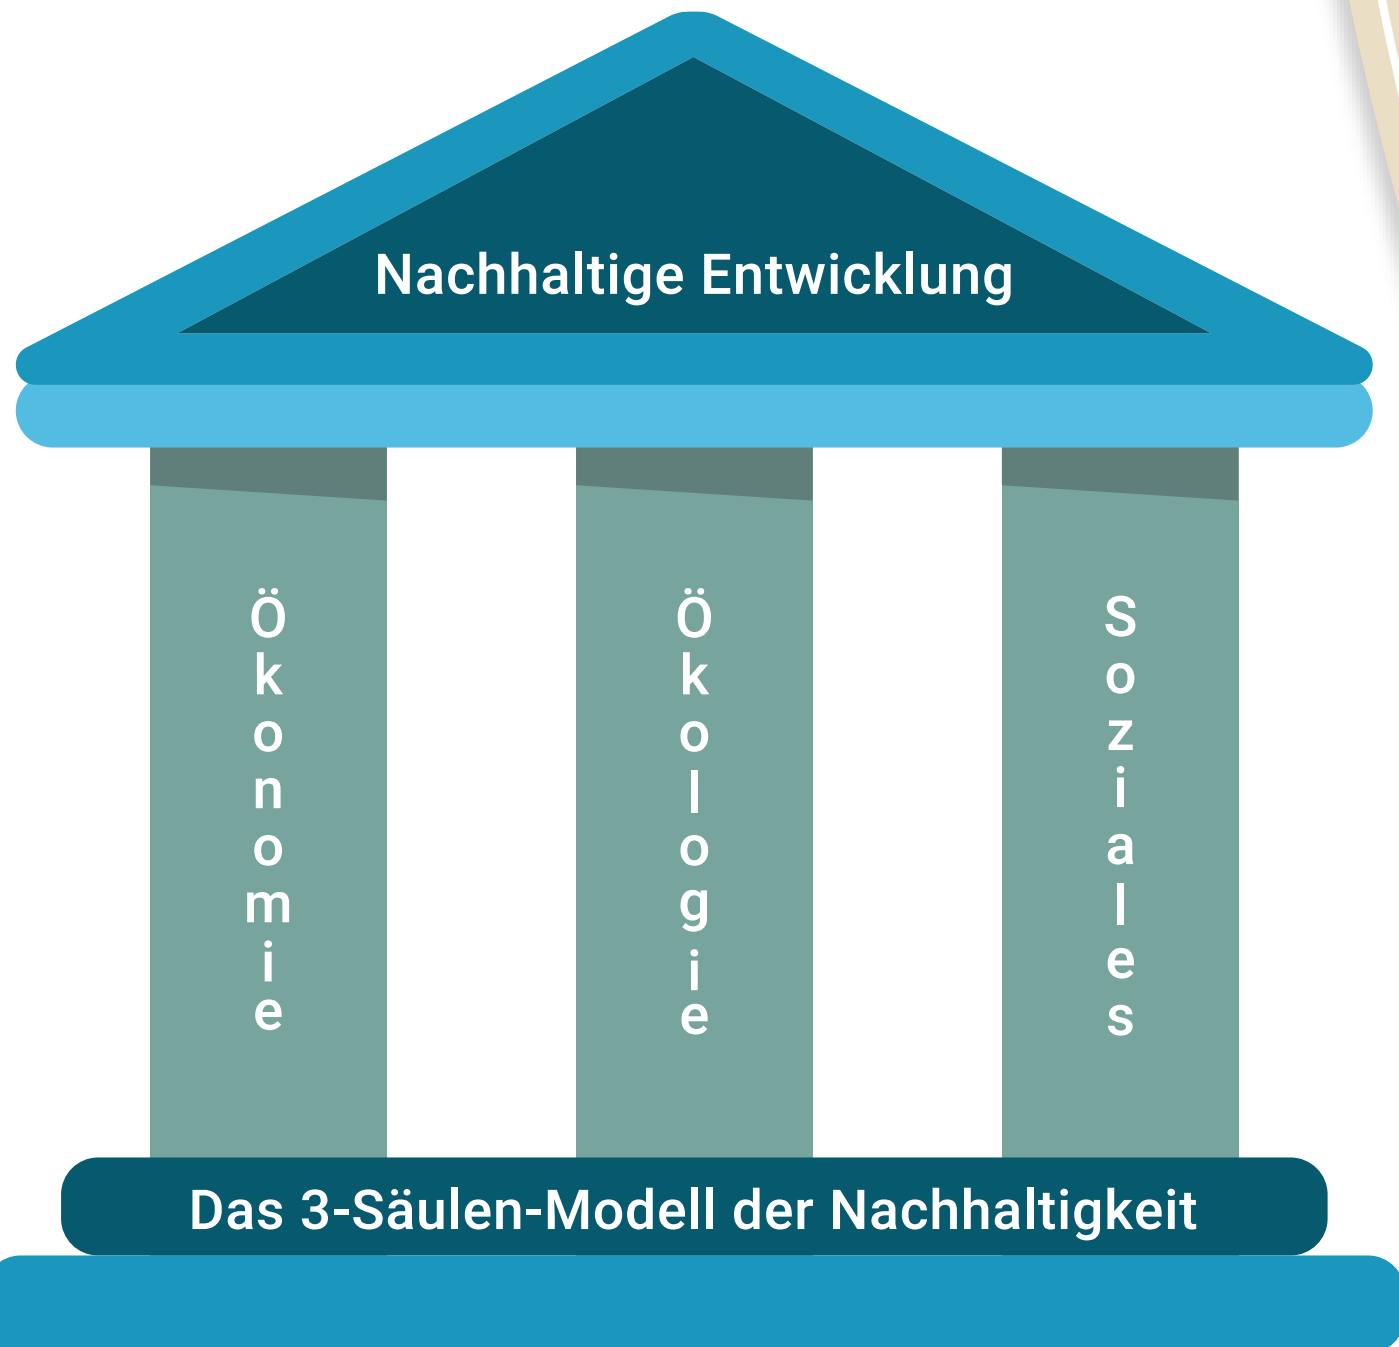 Nachhaltige Entwicklung
Ökonomie
Ökologie
Soziales
Das 3-Säulen-Modell der Nachhaltigkeit